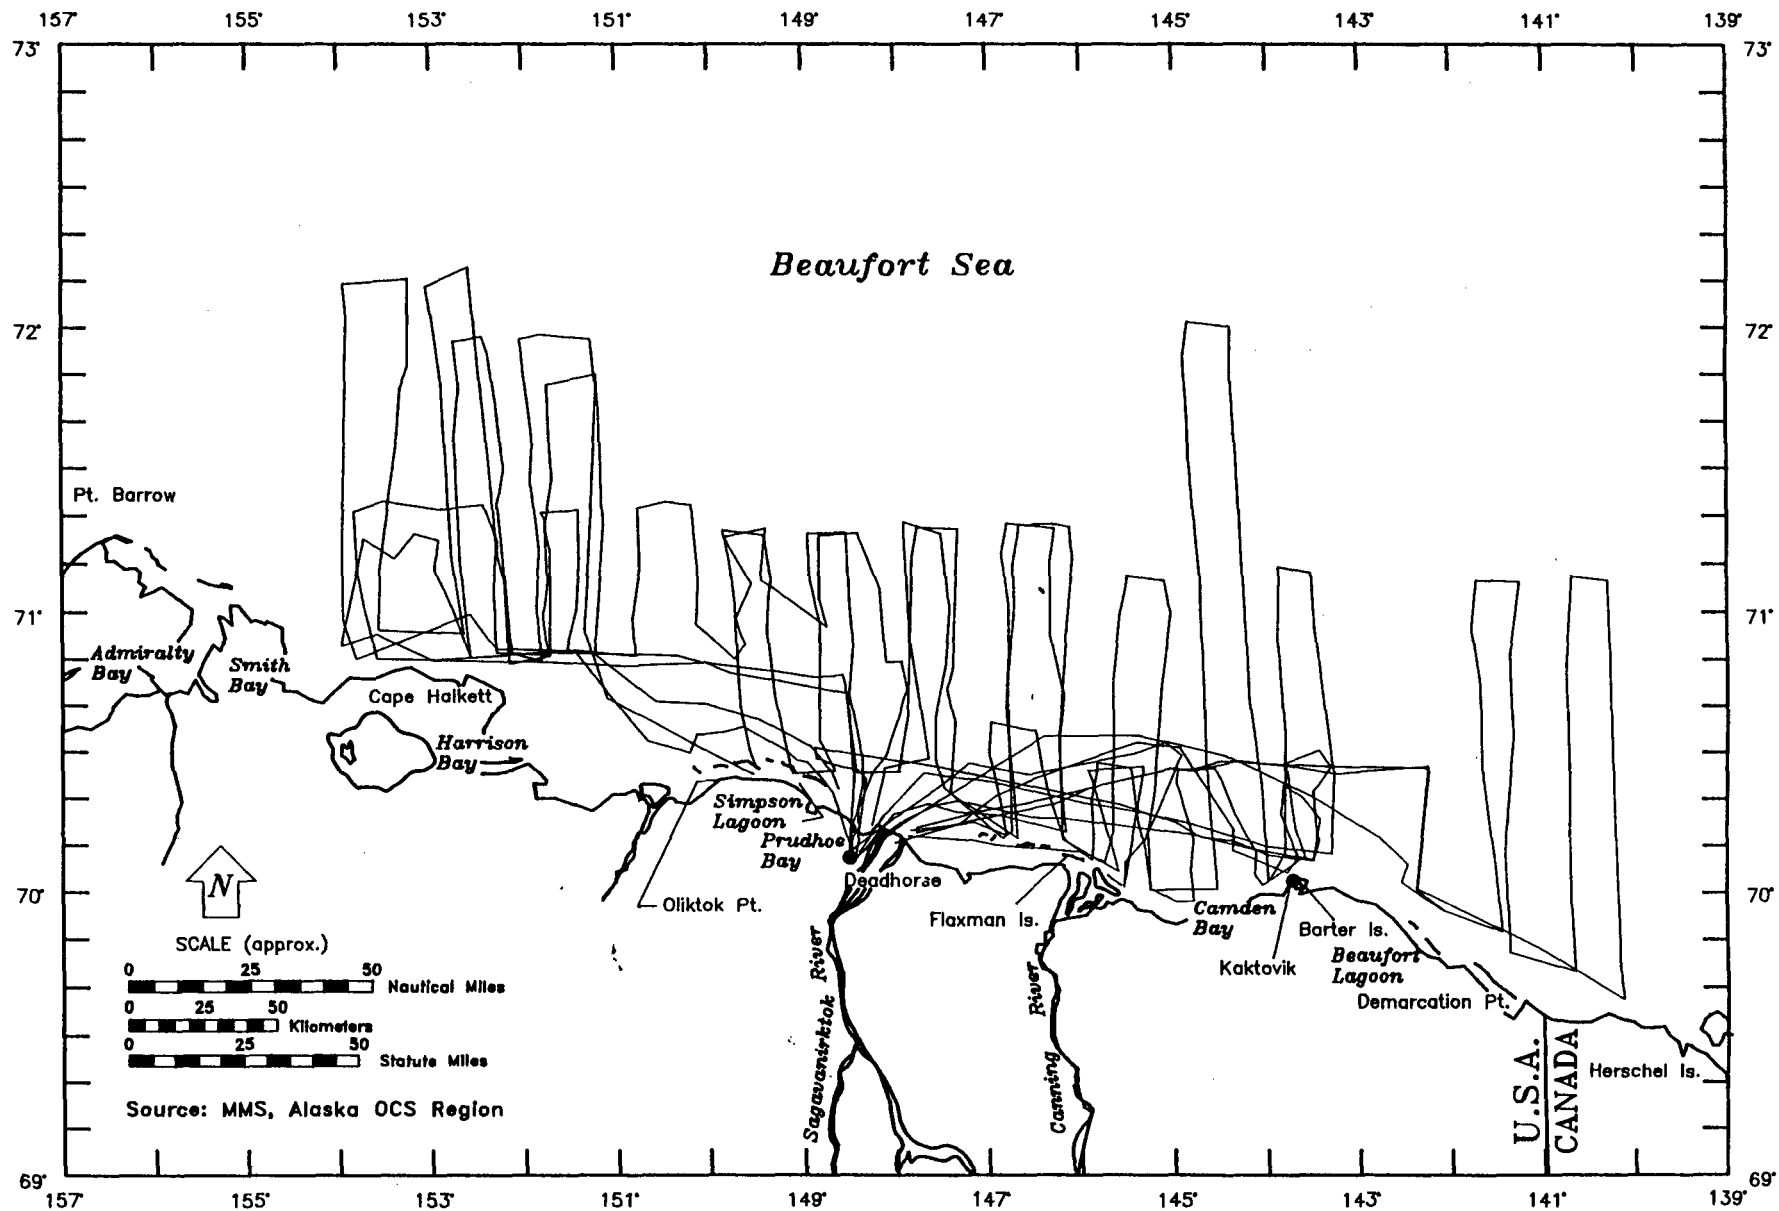 157° 155° 153° 151° 149° 147° 145° 143° 141° 139°
73° 73°
Beaufort Sea
72° 72°
Pt. Barrow
71° 71°
Admiralty
Bay
Smith
Bay
Cape Halkett
Harrison
Bay
Simpson
Lagoon
Prudhoe
Bay
Deadhorse
N
70° 70°
Oliktok Pt.
Flaxman Is.
Camden
Bay
Barter Is.
Kaktovik
Beaufort
Lagoon
Demarcation Pt.
SCALE (approx.)
0 25 50
Nautical Miles
0 25 50
Kilometers
0 25 50
Statute Miles
Sagavanirktok River
Canning River
U.S.A.
CANADA
Herschel Is.
Source: MMS, Alaska OCS Region
69° 69°
157° 155° 153° 151° 149° 147° 145° 143° 141° 139°